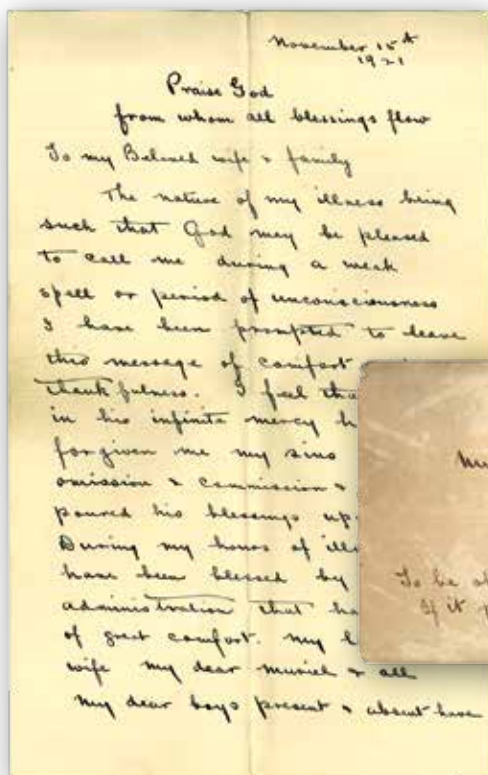 November 15th
1921
Praise God
from whom all blessings flow
To my Beloved wife & family
The nature of my illness being
such that God may be pleased
to call me during a weak
spell or period of unconsciousness
I have been prompted to leave
this message of comfort
thankfulness. I feel tha
in his infinite mercy h
forgiven me my sins
omission & commission &
poured his blessings up
During my hours of ill
have been blessed by
administration that ha
of great comfort. My
wife my dear Muriel & all
my dear boys present & absent have
To be
If it